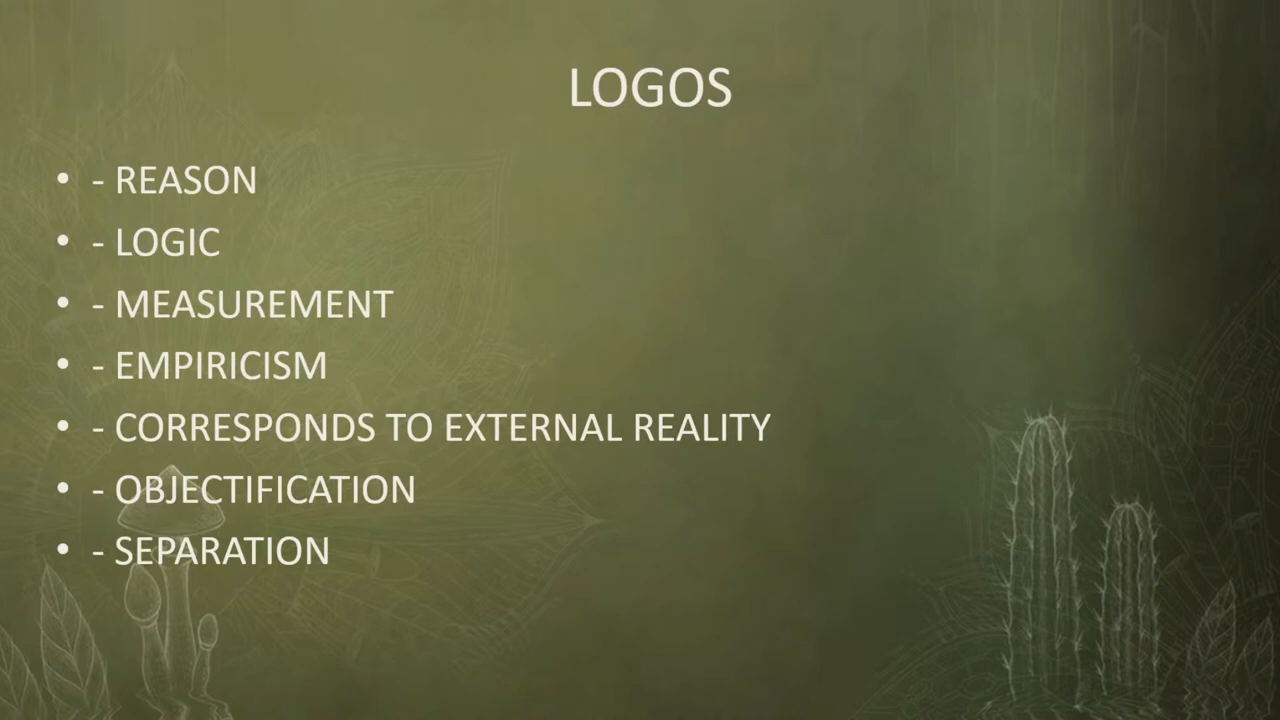 LOGOS
• - REASON
• - LOGIC
• - MEASUREMENT
• - EMPIRICISM
• - CORRESPONDS TO EXTERNAL REALITY
• - OBJECTIFICATION
• - SEPARATION